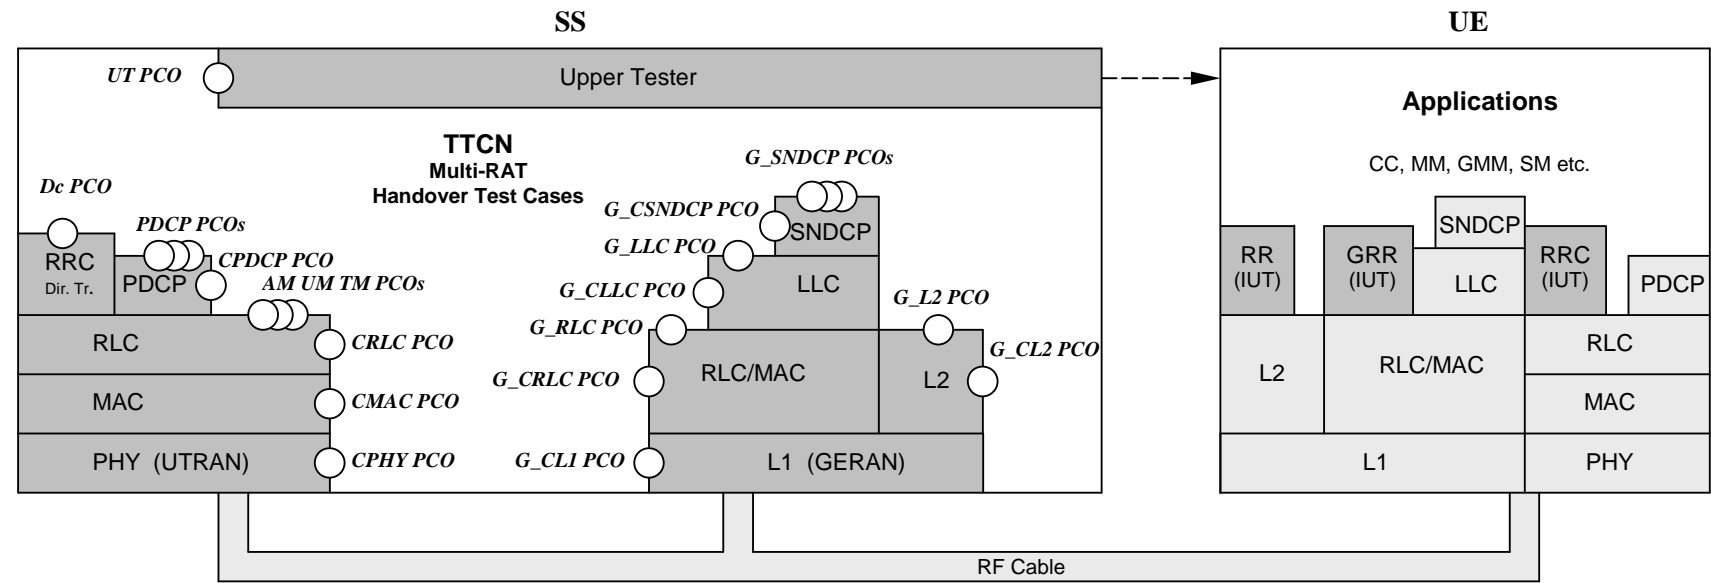 SS
UE
UT PCO
Upper Tester
Applications
TTCN
Multi-RAT
Handover Test Cases
G_SNDCP PCOs
CC, MM, GMM, SM etc.
Dc PCO
PDCP PCOs
G_CSNDCP PCO
SNDCP
SNDCP
G_LLC PCO
RRC
Dir. Tr.
PDCP
CPDCP PCO
AM UM TM PCOs
G_CLLC PCO
LLC
G_L2 PCO
RR
(IUT)
GRR
(IUT)
LLC
RRC
(IUT)
PDCP
RLC
CRLC PCO
G_RLC PCO
G_CRLC PCO
RLC/MAC
L2
G_CL2 PCO
L2
RLC/MAC
RLC
MAC
CMAC PCO
MAC
PHY (UTRAN)
CPHY PCO
G_CL1 PCO
L1 (GERAN)
L1
PHY
RF Cable